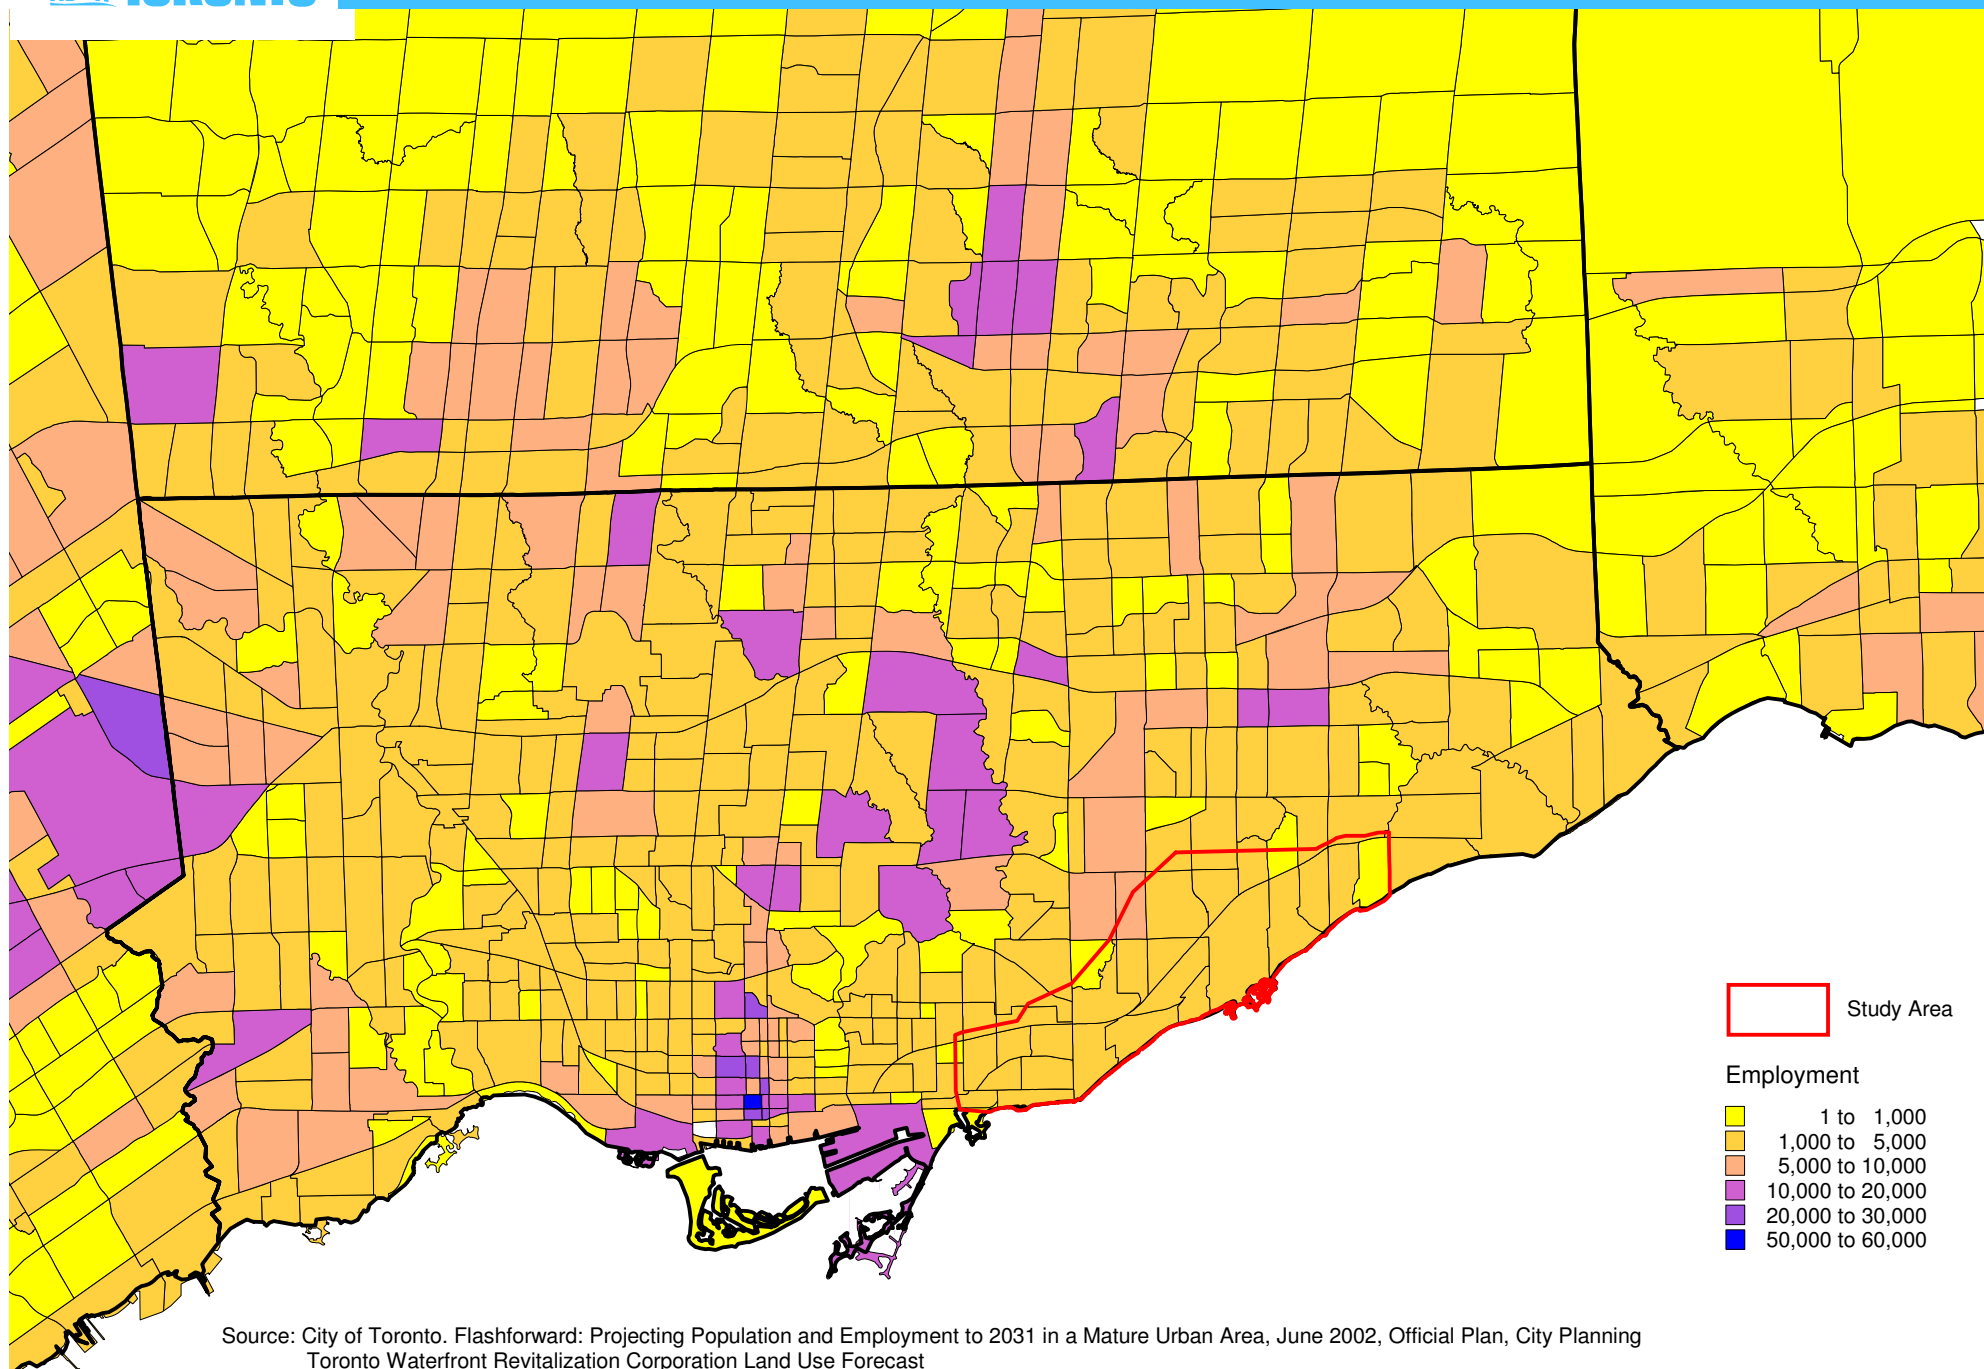 TORONTO
Study Area
Employment
1 to 1,000
1,000 to 5,000
5,000 to 10,000
10,000 to 20,000
20,000 to 30,000
50,000 to 60,000
Source: City of Toronto. Flashforward: Projecting Population and Employment to 2031 in a Mature Urban Area, June 2002, Official Plan, City Planning
Toronto Waterfront Revitalization Corporation Land Use Forecast